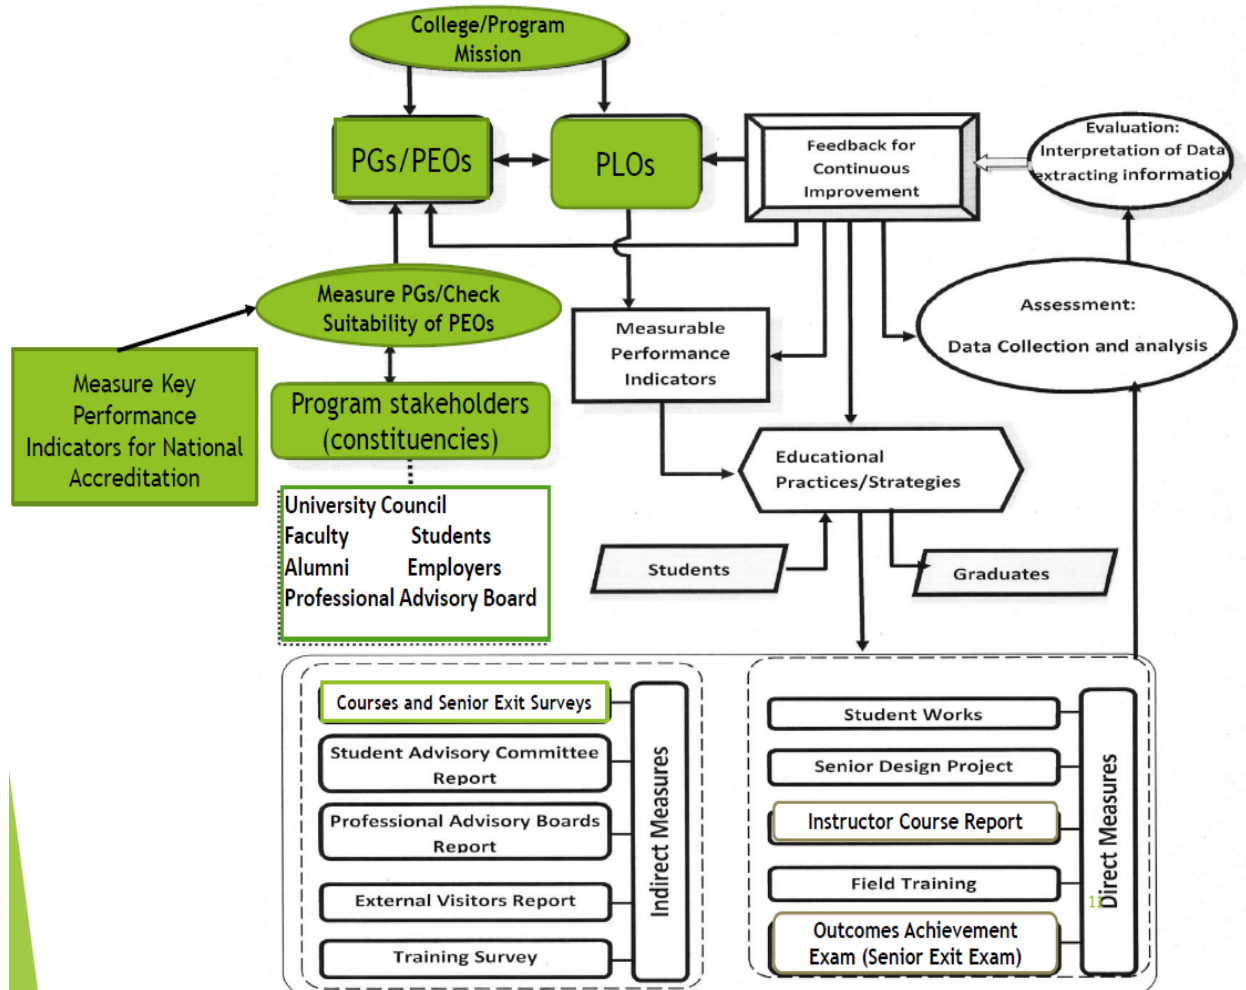 College/Program
Mission
PGs/PEOs
PLOs
Feedback for
Continuous
Improvement
Evaluation:
Interpretation of Data
extracting information
Measure PGs/Check
Suitability of PEOs
Measurable
Performance
Indicators
Assessment:
Data Collection and analysis
Measure Key
Performance
Indicators for National
Accreditation
Program stakeholders
(constituencies)
Educational
Practices/Strategies
University Council
Faculty Students
Alumni Employers
Professional Advisory Board
Students
Graduates
Courses and Senior Exit Surveys
Student Advisory Committee
Report
Professional Advisory Boards
Report
External Visitors Report
Training Survey
Indirect Measures
Student Works
Senior Design Project
Instructor Course Report
Field Training
Outcomes Achievement
Exam (Senior Exit Exam)
Direct Measures
11